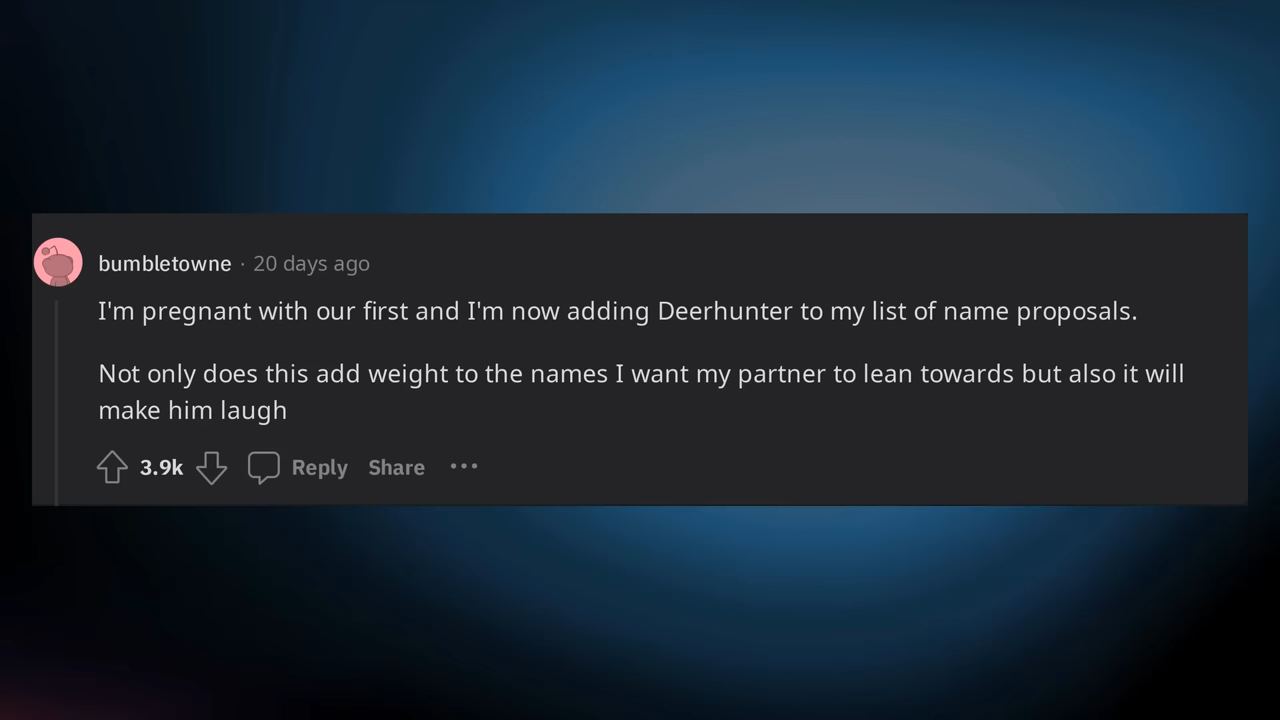 bumbletowne · 20 days ago
I'm pregnant with our first and I'm now adding Deerhunter to my list of name proposals.
Not only does this add weight to the names I want my partner to lean towards but also it will
make him laugh
3.9k Reply Share ···